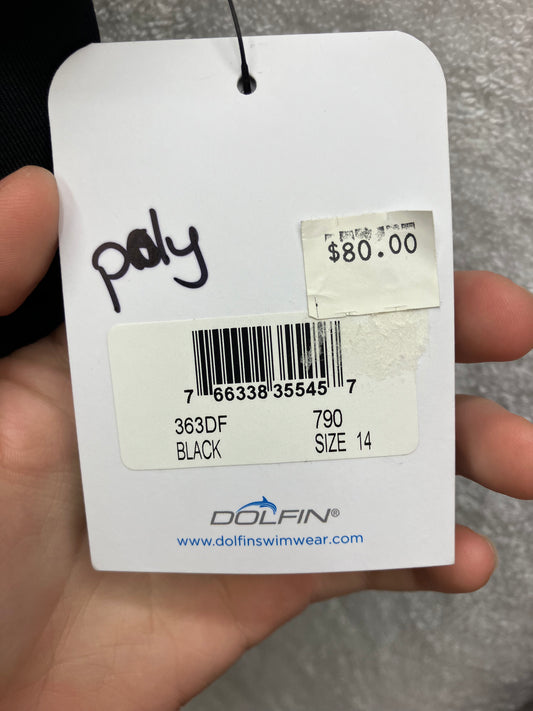 poly
$80.00
7 66338 35545 7
363DF 790
BLACK SIZE 14
DOLFIN®
www.dolfinswimwear.com